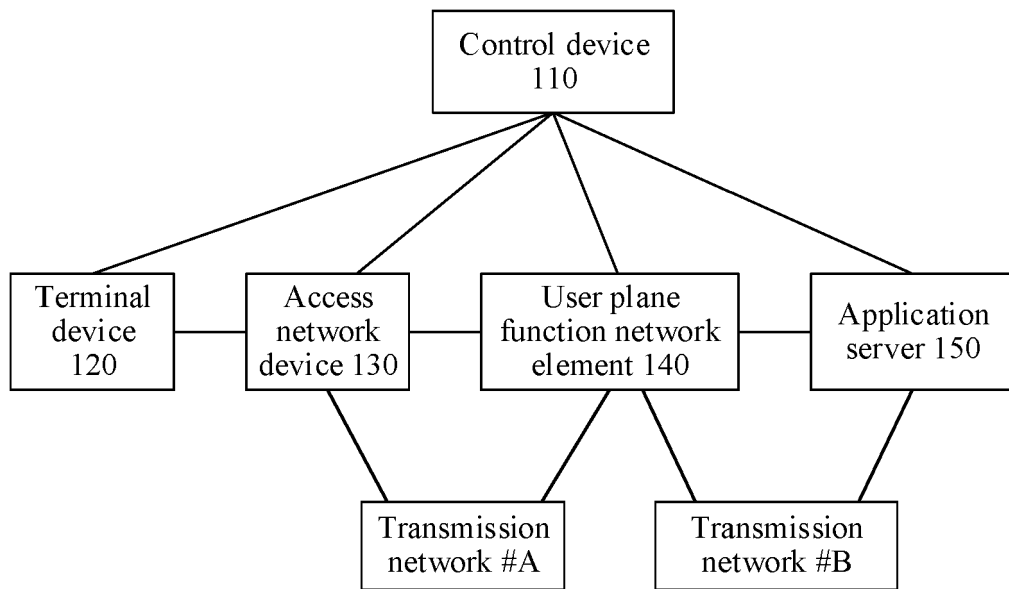 Control device
110
Terminal
device
120
Access
network
device 130
User plane
function network
element 140
Application
server 150
Transmission
network #A
Transmission
network #B